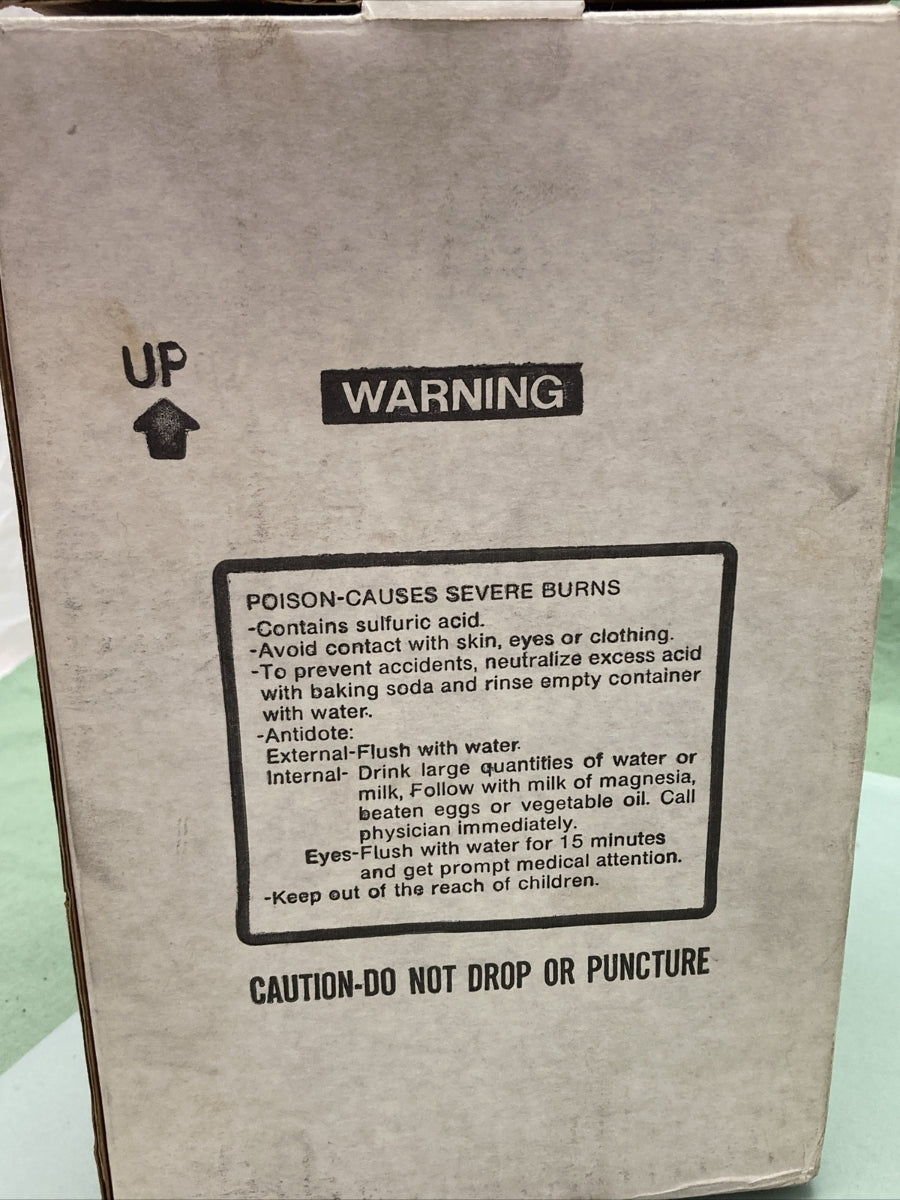 UP
WARNING
POISON-CAUSES SEVERE BURNS
-Contains sulfuric acid.
-Avoid contact with skin, eyes or clothing.
-To prevent accidents, neutralize excess acid
with baking soda and rinse empty container
with water.
-Antidote:
External-Flush with water.
Internal- Drink large quantities of water or
milk, Follow with milk of magnesia,
beaten eggs or vegetable oil. Call
physician immediately.
Eyes-Flush with water for 15 minutes
and get prompt medical attention.
-Keep out of the reach of children.
CAUTION-DO NOT DROP OR PUNCTURE